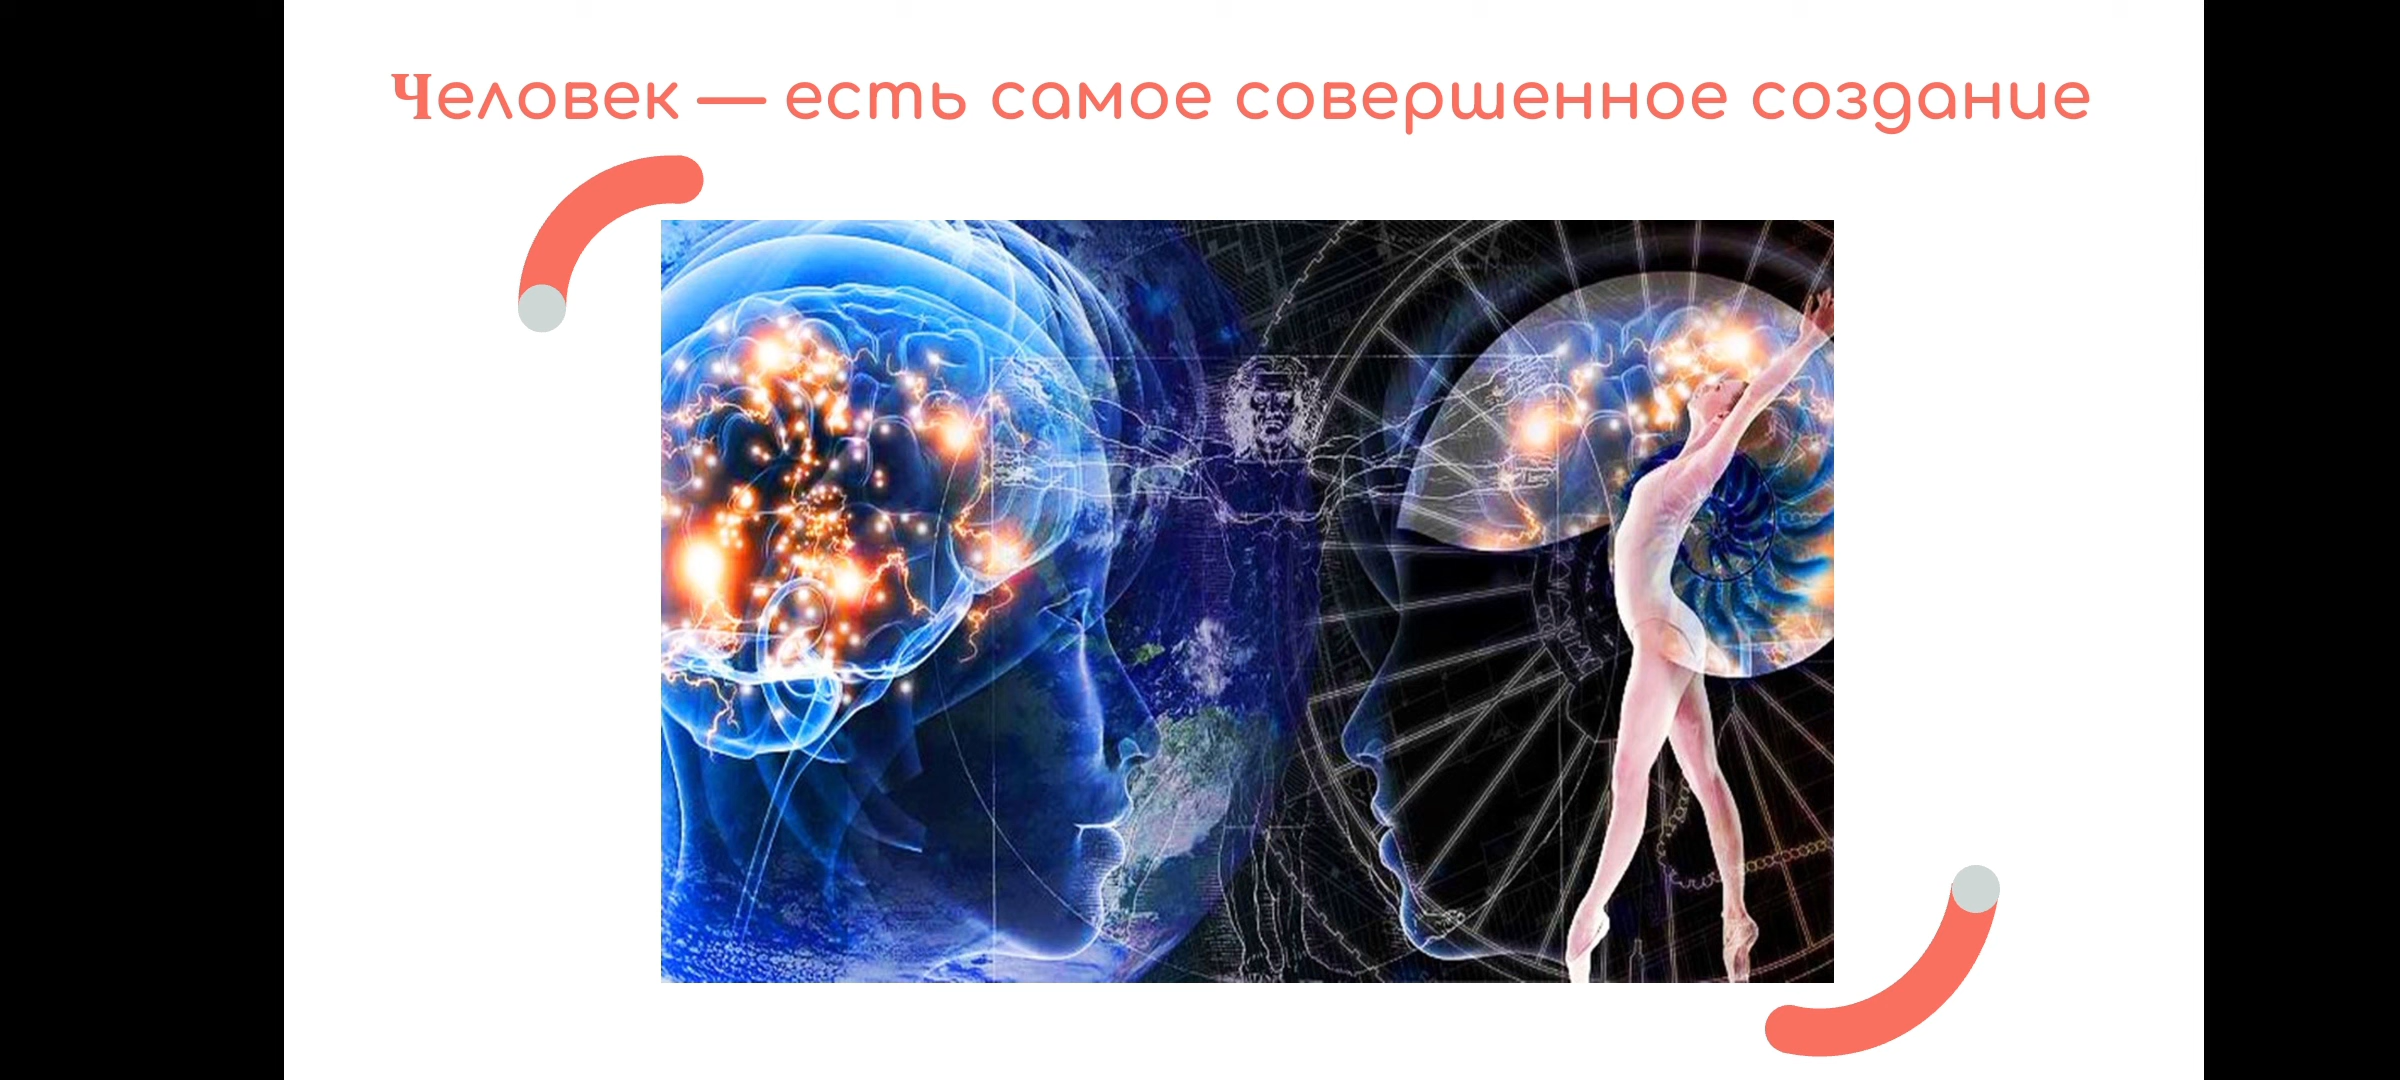 Человек — есть самое совершенное создание